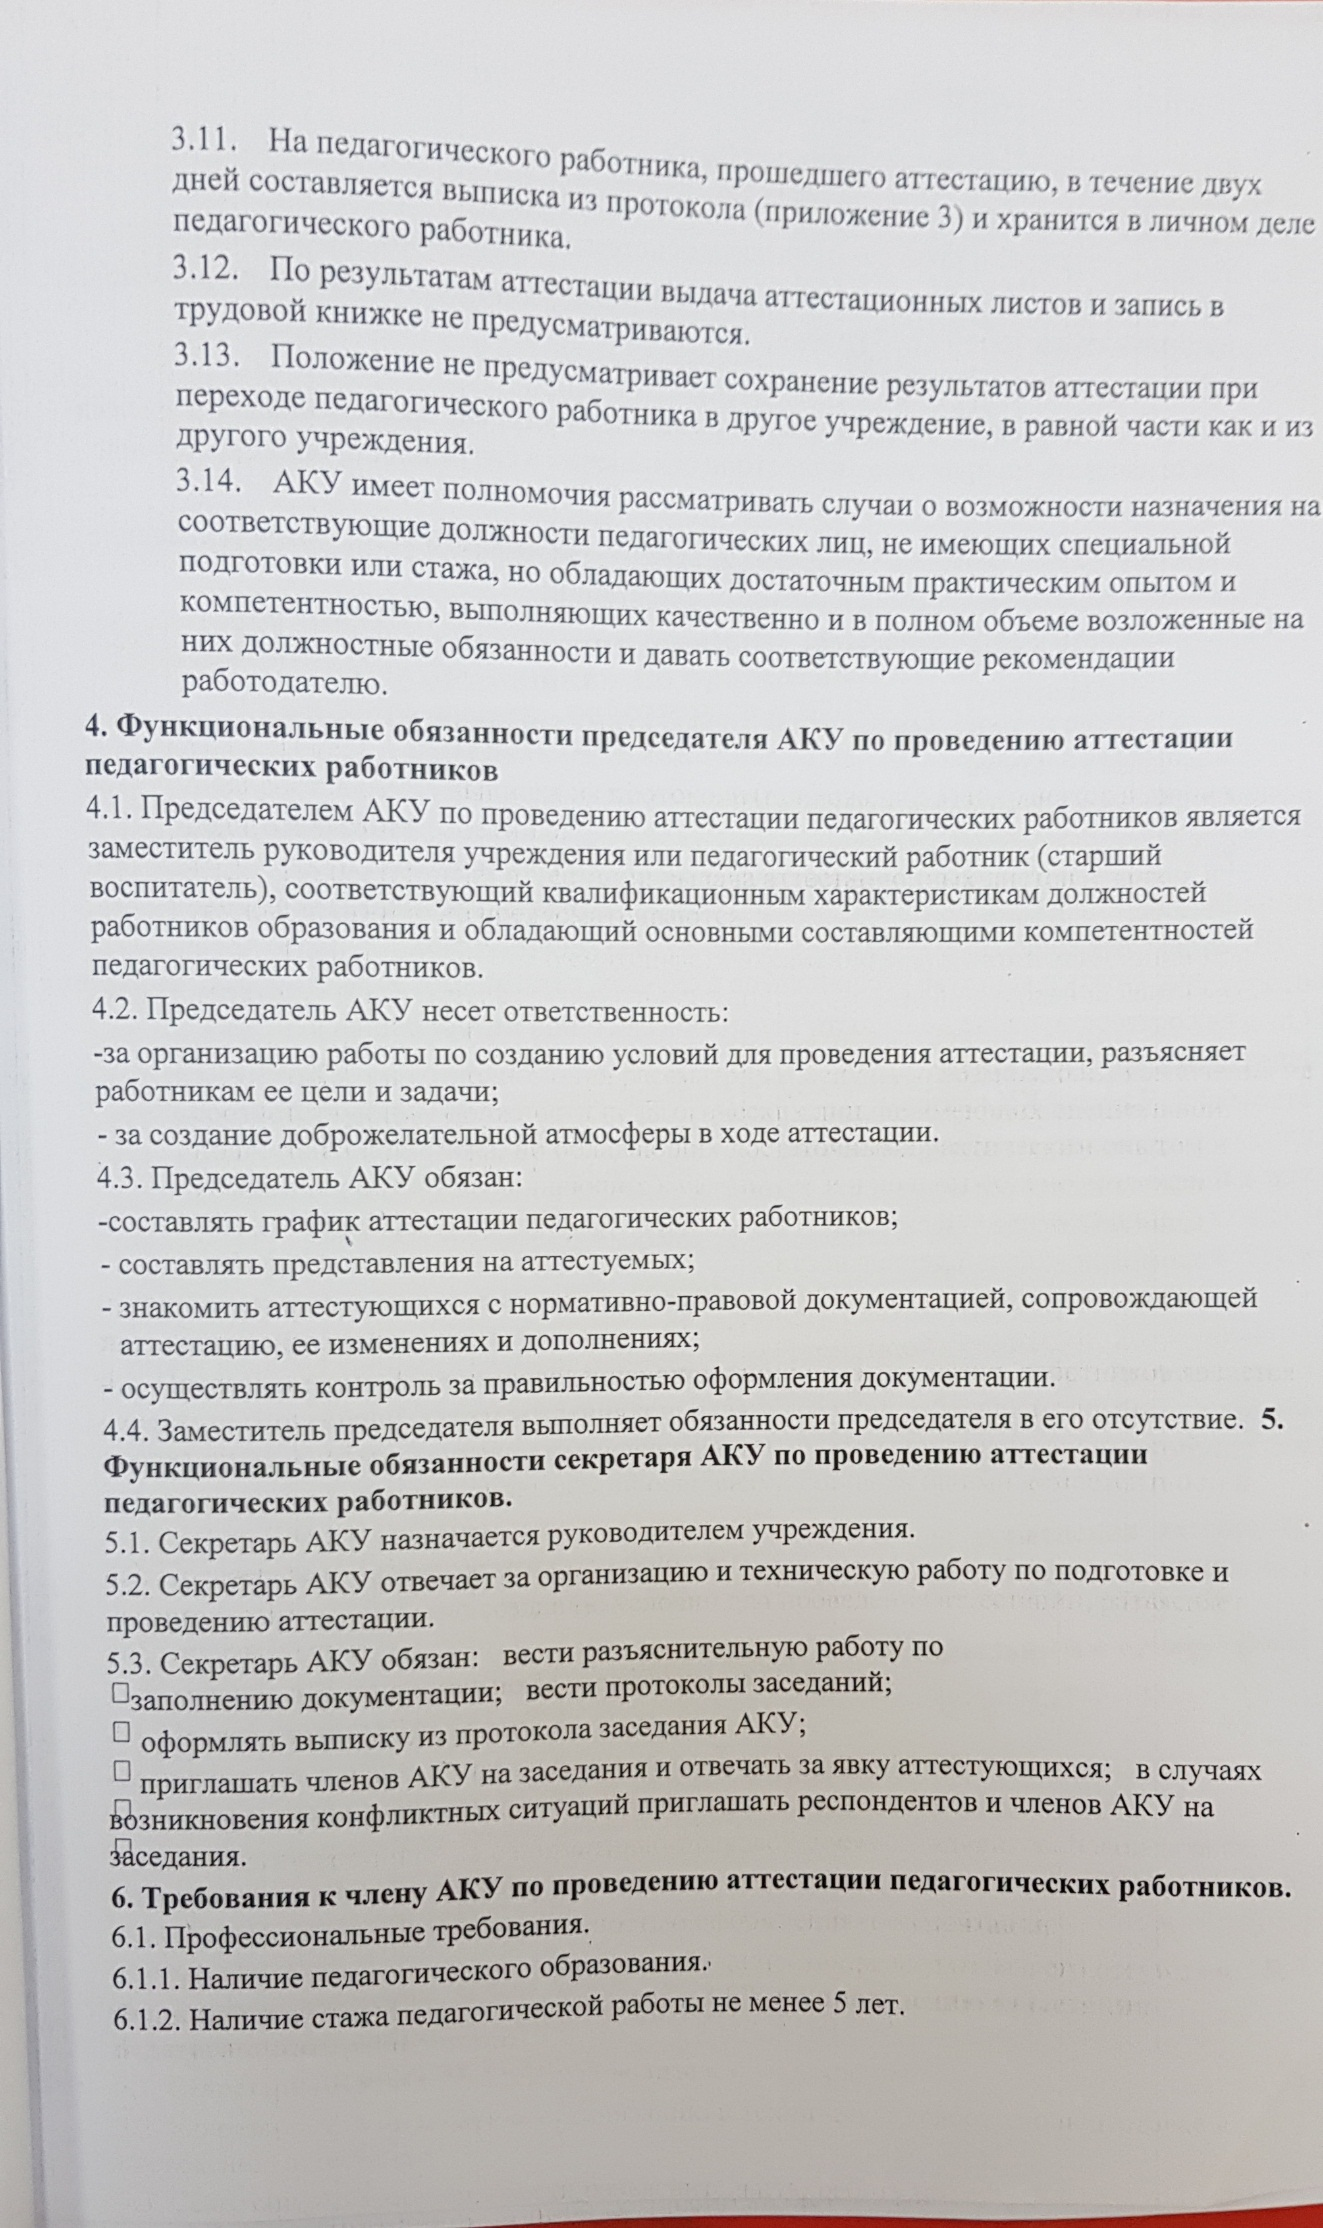 3.11. На педагогического работника, прошедшего аттестацию, в течение двух
дней составляется выписка из протокола (приложение 3) и хранится в личном деле
педагогического работника.
3.12. По результатам аттестации выдача аттестационных листов и запись в
трудовой книжке не предусматриваются.
3.13. Положение не предусматривает сохранение результатов аттестации при
переходе педагогического работника в другое учреждение, в равной части как и из
другого учреждения.
3.14. АКУ имеет полномочия рассматривать случаи о возможности назначения на
соответствующие должности педагогических лиц, не имеющих специальной
подготовки или стажа, но обладающих достаточным практическим опытом и
компетентностью, выполняющих качественно и в полном объеме возложенные на
них должностные обязанности и давать соответствующие рекомендации
работодателю.
4. Функциональные обязанности председателя АКУ по проведению аттестации
педагогических работников
4.1. Председателем АКУ по проведению аттестации педагогических работников является
заместитель руководителя учреждения или педагогический работник (старший
воспитатель), соответствующий квалификационным характеристикам должностей
работников образования и обладающий основными составляющими компетентностей
педагогических работников.
4.2. Председатель АКУ несет ответственность:
-за организацию работы по созданию условий для проведения аттестации, разъясняет
работникам ее цели и задачи;
- за создание доброжелательной атмосферы в ходе аттестации.
4.3. Председатель АКУ обязан:
-составлять график аттестации педагогических работников;
- составлять представления на аттестуемых;
- знакомить аттестующихся с нормативно-правовой документацией, сопровождающей
аттестацию, ее изменениях и дополнениях;
- осуществлять контроль за правильностью оформления документации.
4.4. Заместитель председателя выполняет обязанности председателя в его отсутствие. 5.
Функциональные обязанности секретаря АКУ по проведению аттестации
педагогических работников.
5.1. Секретарь АКУ назначается руководителем учреждения.
5.2. Секретарь АКУ отвечает за организацию и техническую работу по подготовке и
проведению аттестации.
5.3. Секретарь АКУ обязан: вести разъяснительную работу по
заполнению документации; вести протоколы заседаний;
оформлять выписку из протокола заседания АКУ;
приглашать членов АКУ на заседания и отвечать за явку аттестующихся; в случаях
возникновения конфликтных ситуаций приглашать респондентов и членов АКУ на
заседания.
6. Требования к члену АКУ по проведению аттестации педагогических работников.
6.1. Профессиональные требования.
6.1.1. Наличие педагогического образования.
6.1.2. Наличие стажа педагогической работы не менее 5 лет.